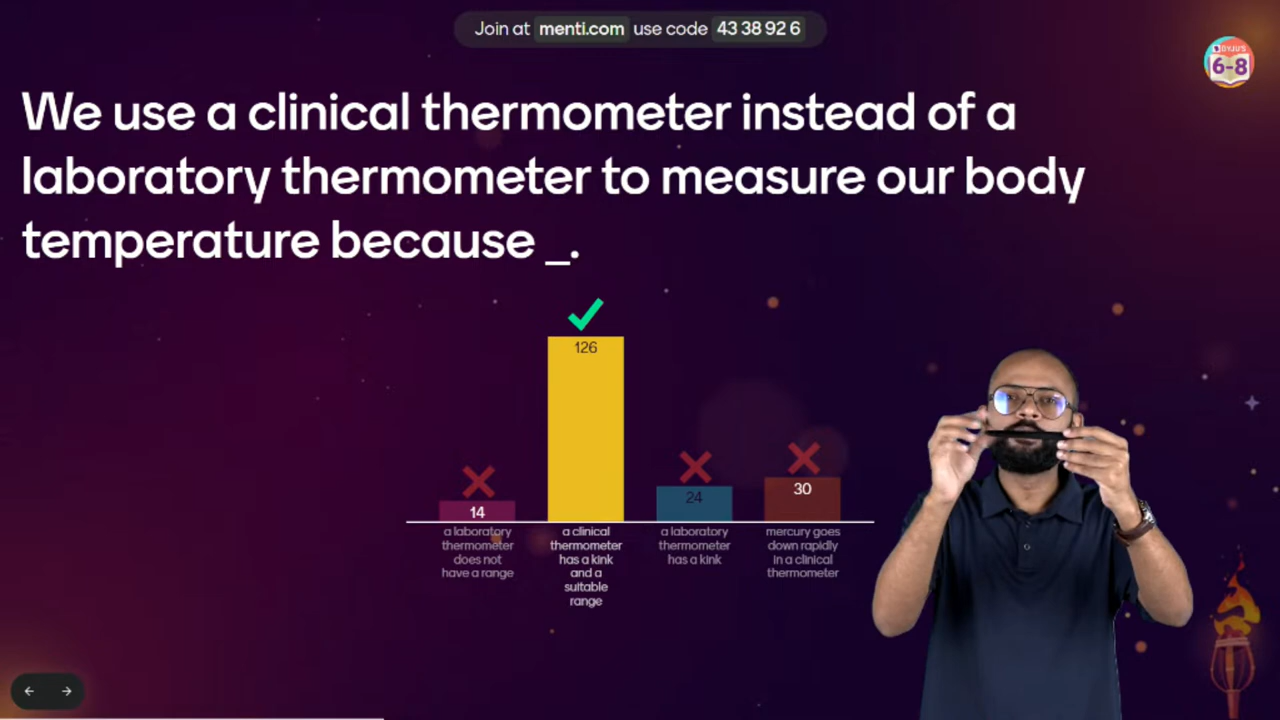 Join at menti.com use code 43 38 92 6
BYJU'S
6-8
We use a clinical thermometer instead of a
laboratory thermometer to measure our body
temperature because _.
126
14
24
30
a laboratory
thermometer
does not
have a range
a clinical
thermometer
has a kink
and a
suitable
range
a laboratory
thermometer
has a kink
mercury goes
down rapidly
in a clinical
thermometer